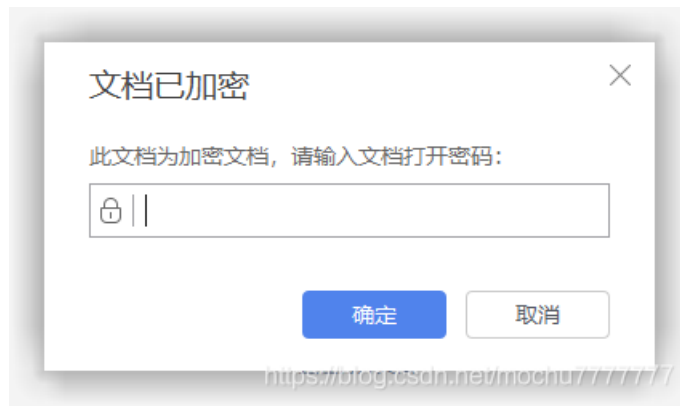 文档已加密
此文档为加密文档，请输入文档打开密码：
确定
取消
https://blog.csdn.net/mochu7777777